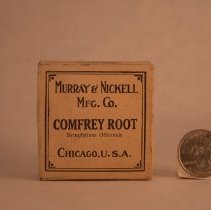 MURRAY & NICKELL
MFG. CO.
COMFREY ROOT
Symphytum Officinale
CHICAGO, U.S.A.